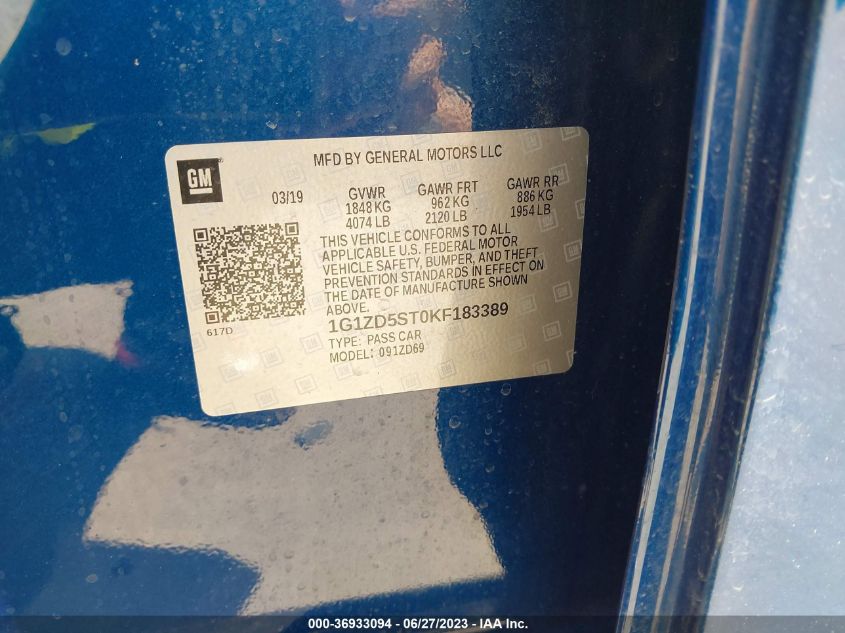 MFD BY GENERAL MOTORS LLC
GM
03/19 GVWR GAWR FRT GAWR RR
1848 KG 962 KG 886 KG
4074 LB 2120 LB 1954 LB
THIS VEHICLE CONFORMS TO ALL
APPLICABLE U.S. FEDERAL MOTOR
VEHICLE SAFETY, BUMPER, AND THEFT
PREVENTION STANDARDS IN EFFECT ON
THE DATE OF MANUFACTURE SHOWN
ABOVE.
617D
1G1ZD5ST0KF183389
TYPE: PASS CAR
MODEL: 091ZD69
000-36933094 - 06/27/2023 - IAAI Inc.